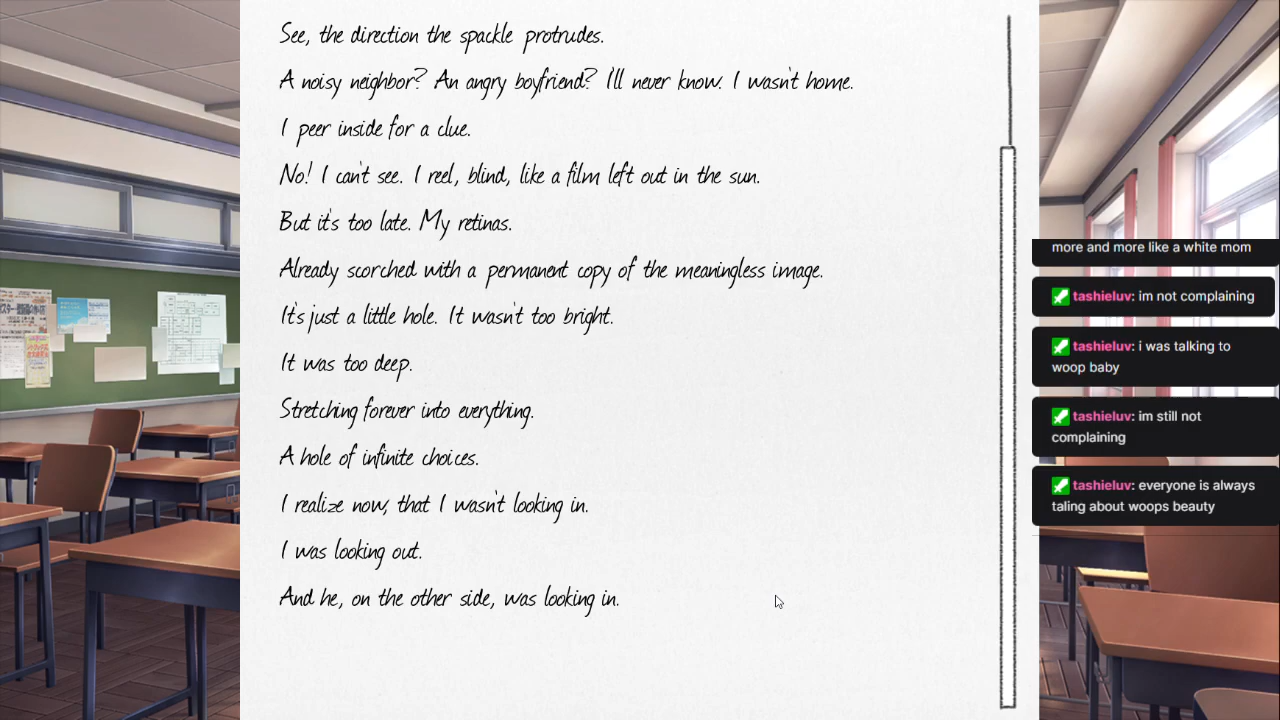 See, the direction the spackle protrudes.
A noisy neighbor? An angry boyfriend? I'll never know. I wasn't home.
I peer inside for a clue.
No! I can't see. I reel, blind, like a film left out in the sun.
But it's too late. My retinas.
Already scorched with a permanent copy of the meaningless image.
It's just a little hole. It wasn't too bright.
It was too deep.
Stretching forever into everything.
A hole of infinite choices.
I realize now, that I wasn't looking in.
I was looking out.
And he, on the other side, was looking in.
more and more like a white mom
tashieluv: im not complaining
tashieluv: i was talking to
woop baby
tashieluv: im still not
complaining
tashieluv: everyone is always
taling about woops beauty